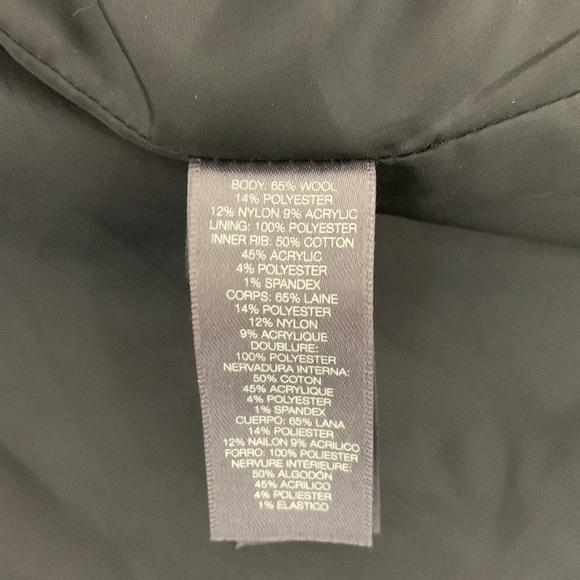 BODY: 65% WOOL
14% POLYESTER
12% NYLON 9% ACRYLIC
LINING: 100% POLYESTER
INNER RIB: 50% COTTON
45% ACRYLIC
4% POLYESTER
1% SPANDEX
CORPS: 65% LAINE
14% POLYESTER
12% NYLON
9% ACRYLIQUE
DOUBLURE:
100% POLYESTER
NERVADURA INTERNA:
50% COTON
45% ACRYLIQUE
4% POLYESTER
1% SPANDEX
CUERPO: 65% LANA
14% POLIESTER
12% NAILON 9% ACRILICO
FORRO: 100% POLIESTER
NERVURE INTÉRIEURE:
50% ALGODÓN
45% ACRILICO
4% POLIESTER
1% ELASTICO